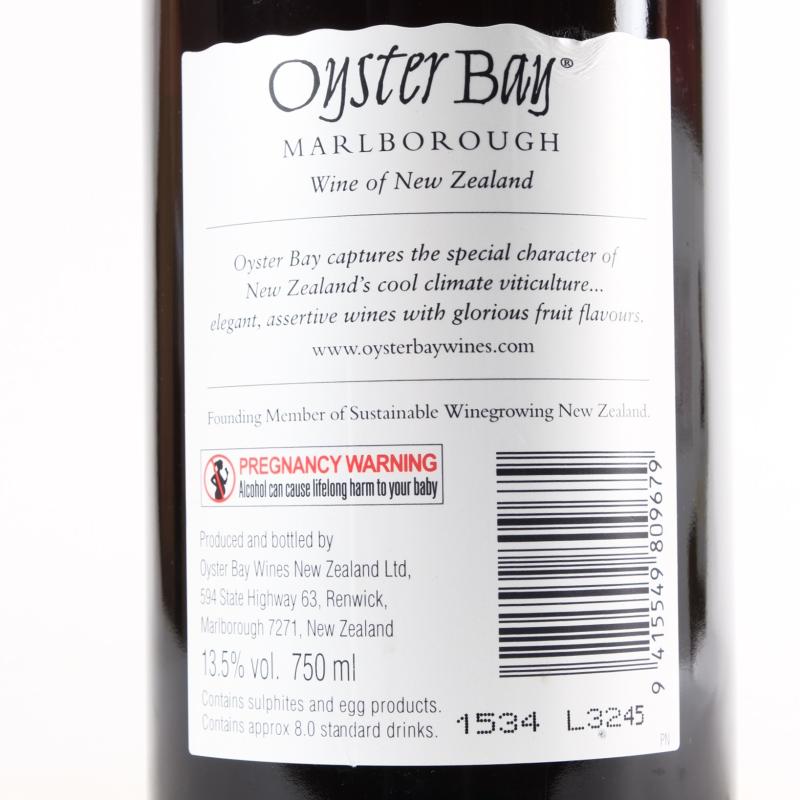 Oyster Bay®
MARLBOROUGH
Wine of New Zealand
Oyster Bay captures the special character of
New Zealand's cool climate viticulture...
elegant, assertive wines with glorious fruit flavours.
www.oysterbaywines.com
Founding Member of Sustainable Winegrowing New Zealand.
PREGNANCY WARNING
Alcohol can cause lifelong harm to your baby
Produced and bottled by
Oyster Bay Wines New Zealand Ltd,
594 State Highway 63, Renwick,
Marlborough 7271, New Zealand
13.5% vol. 750 ml
Contains sulphites and egg products.
Contains approx 8.0 standard drinks.
9 415549 809679
1534 L3245
PN